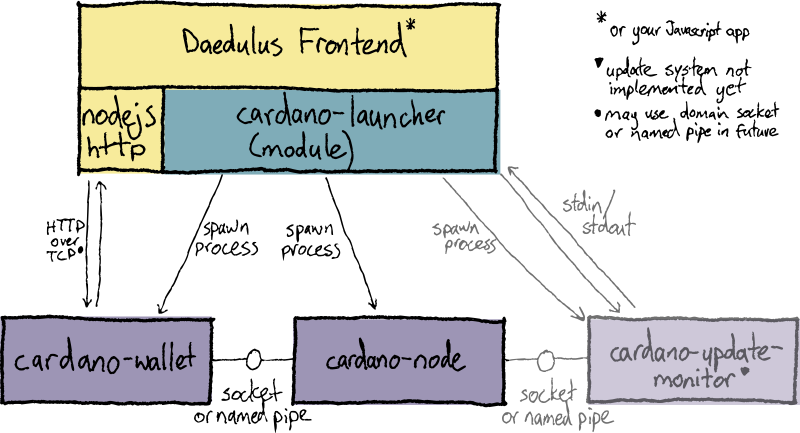 Daedulus Frontend*
* or your Javascript app
▾ update system not
implemented yet
• may use domain socket
or named pipe in future
nodejs
http
cardano-launcher
(module)
HTTP
over
TCP•
spawn
process
spawn
process
spawn
process
stdin/
stdout
cardano-wallet
cardano-node
cardano-update-
monitor▾
socket
or named pipe
socket
or named pipe